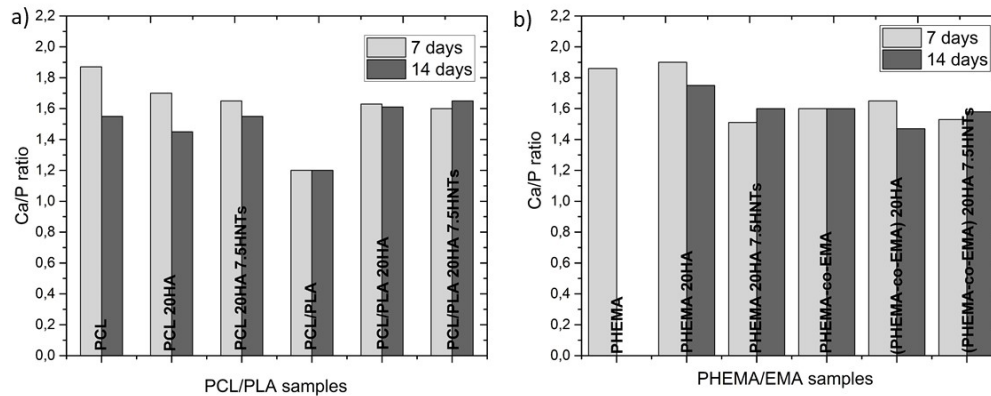 a)
2,2
2,0
1,8
1,6
1,4
1,2
1,0
0,8
0,6
0,4
0,2
0,0
Ca/P ratio
7 days
14 days
PCL
PCL 20HA
PCL 20HA 7.5HNTs
PCL/PLA
PCL/PLA 20HA
PCL/PLA 20HA 7.5HNTs
PCL/PLA samples
b)
2,2
2,0
1,8
1,6
1,4
1,2
1,0
0,8
0,6
0,4
0,2
0,0
Ca/P ratio
7 days
14 days
PHEMA
PHEMA 20HA
PHEMA 20HA 7.5HNTs
PHEMA-co-EMA
(PHEMA-co-EMA) 20HA
(PHEMA-co-EMA) 20HA 7.5HNTs
PHEMA/EMA samples